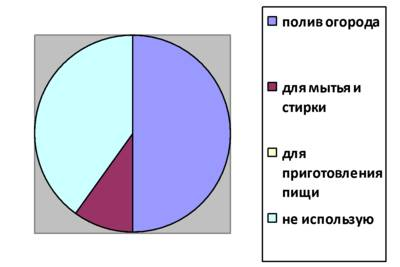 полив огорода
для мытья и
стирки
для
приготовления
пищи
не использую